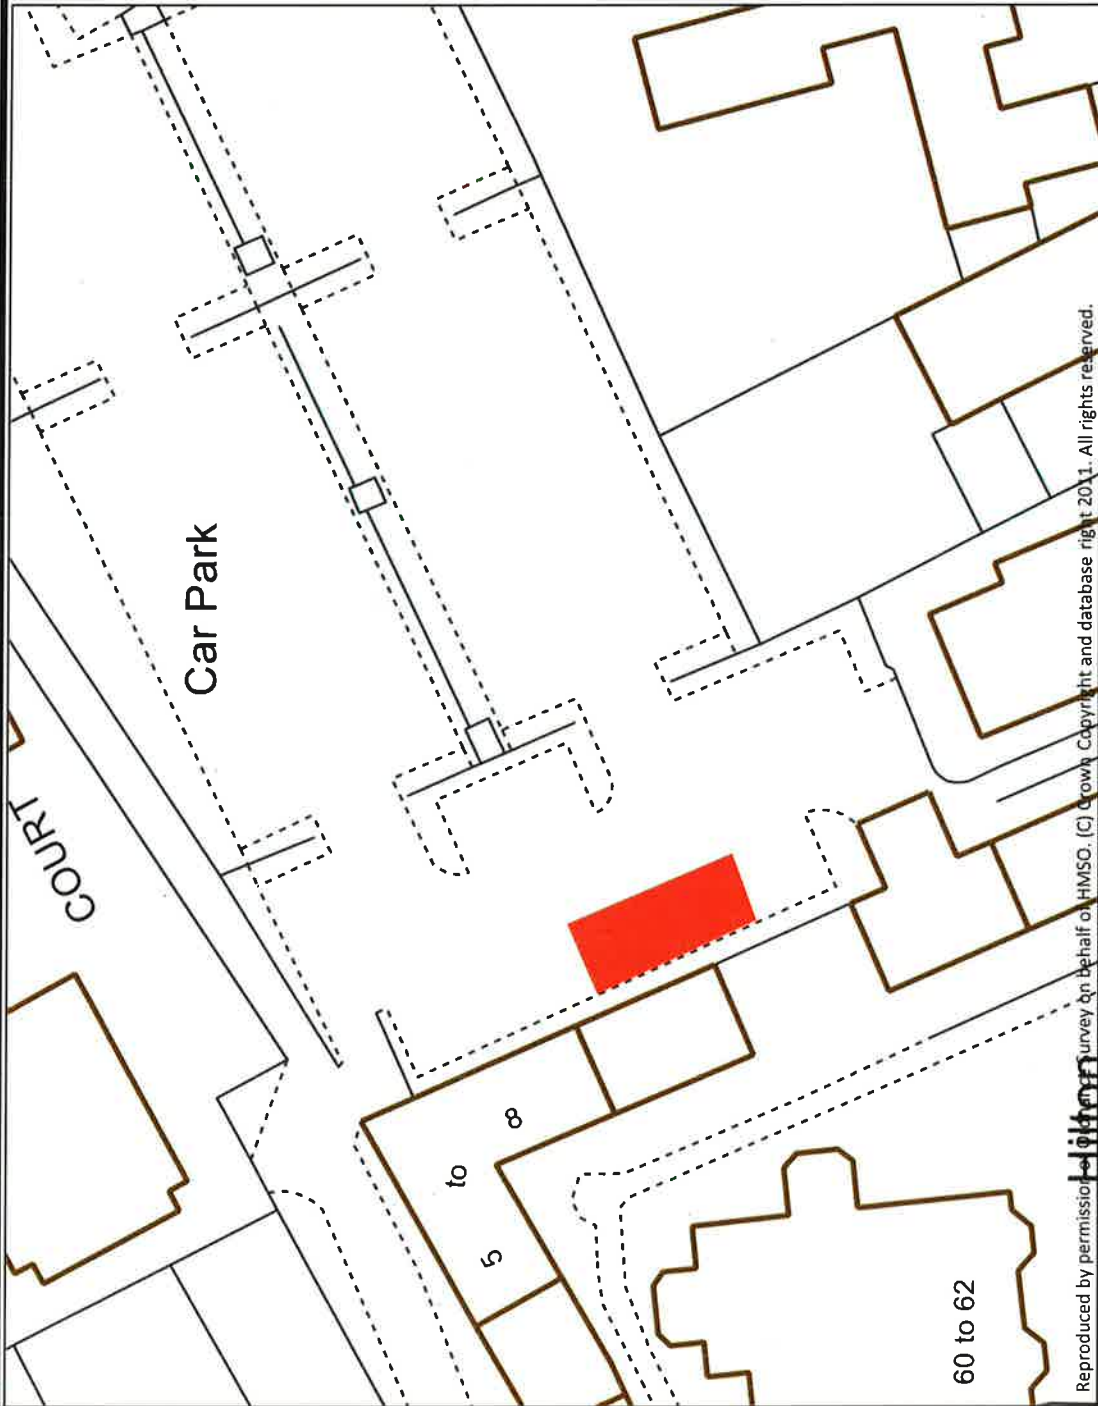 COURT
Car Park
5
to
8
60 to 62
Hilton
Reproduced by permission of Ordnance Survey on behalf of HMSO. (C) Crown Copyright and database right 2011. All rights reserved.